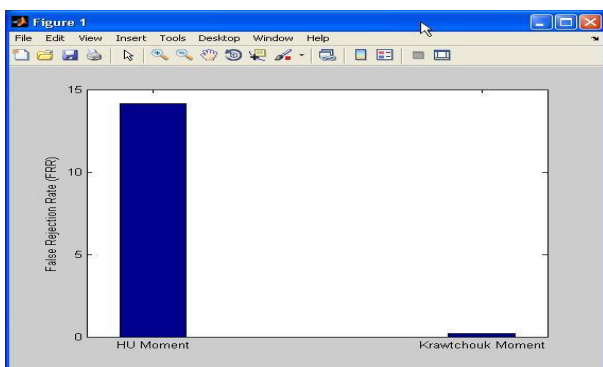 Figure 1
File Edit View Insert Tools Desktop Window Help
15
10
5
0
False Rejection Rate (FRR)
HU Moment Krawtchouk Moment